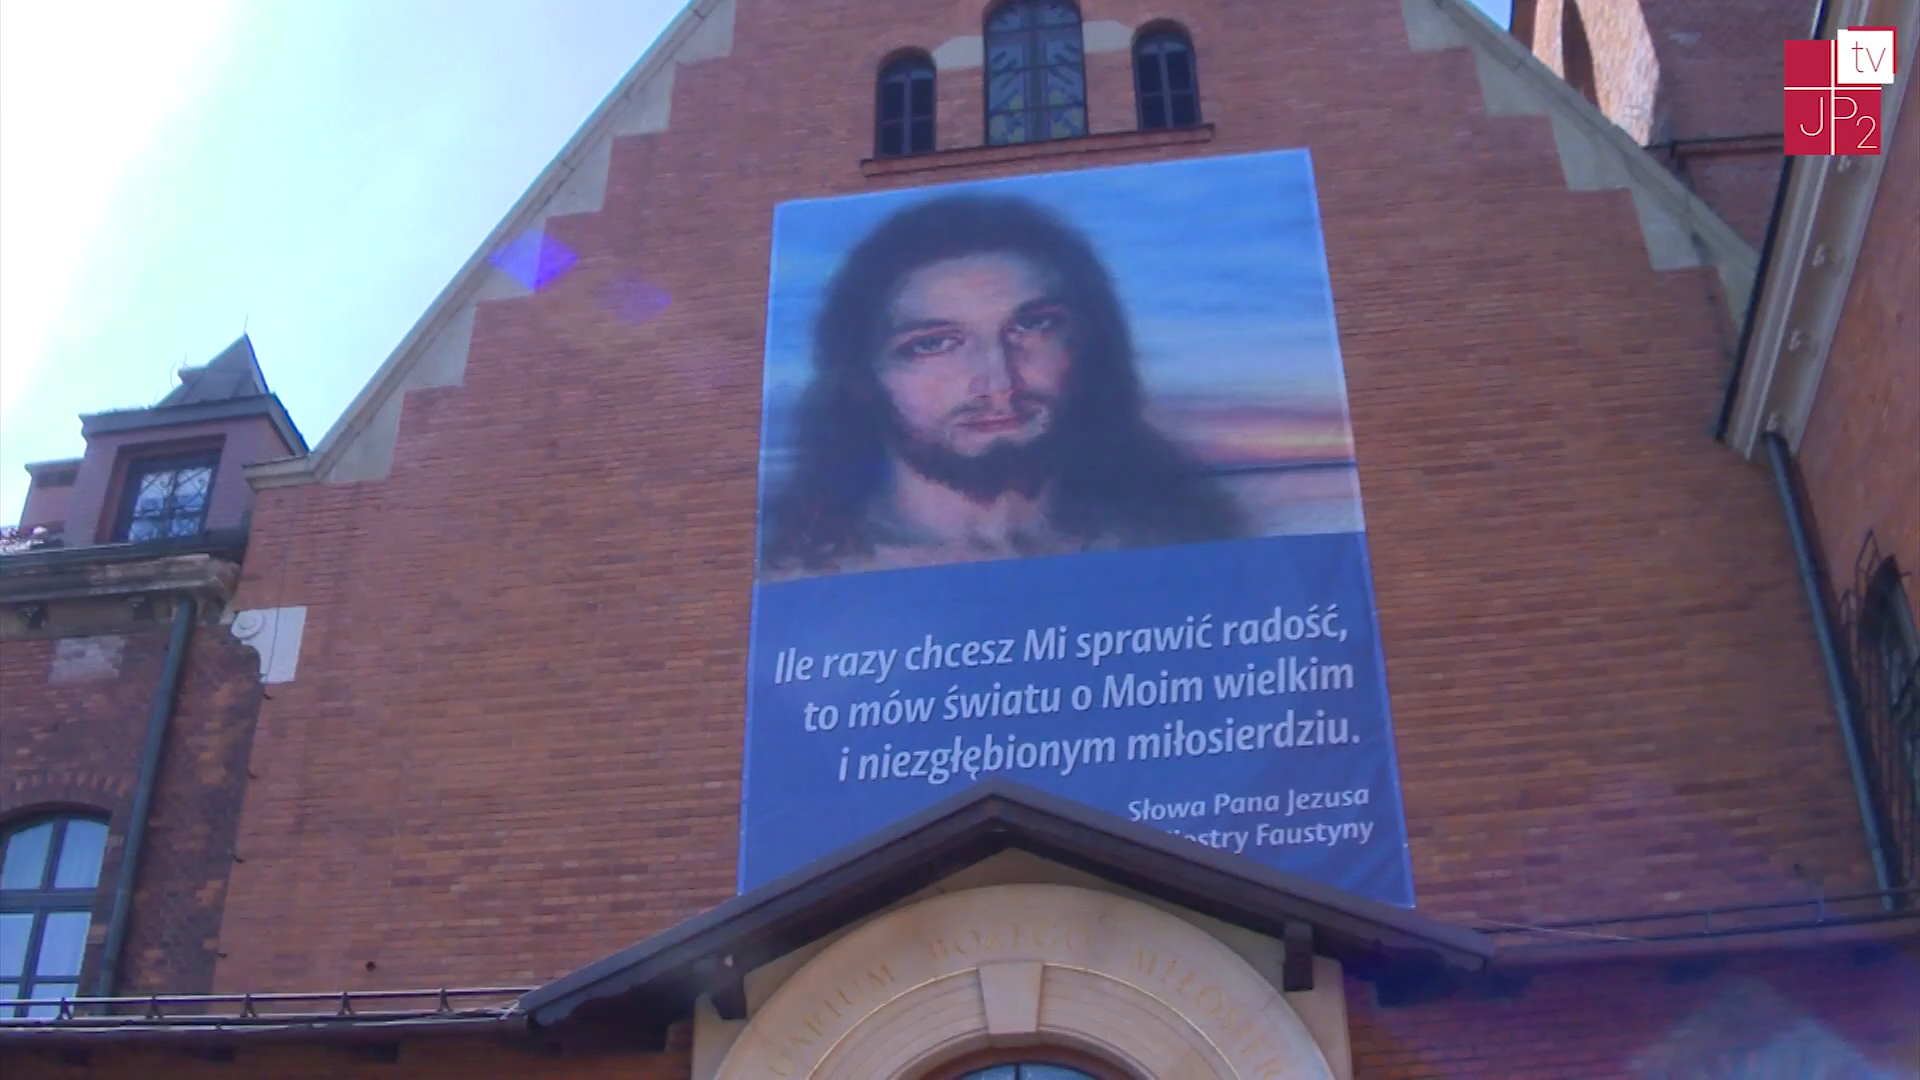 tv
JP2
Ile razy chcesz Mi sprawić radość,
to mów światu o Moim wielkim
i niezgłębionym miłosierdziu.
Słowa Pana Jezusa
Faustyny
BOŻEGO